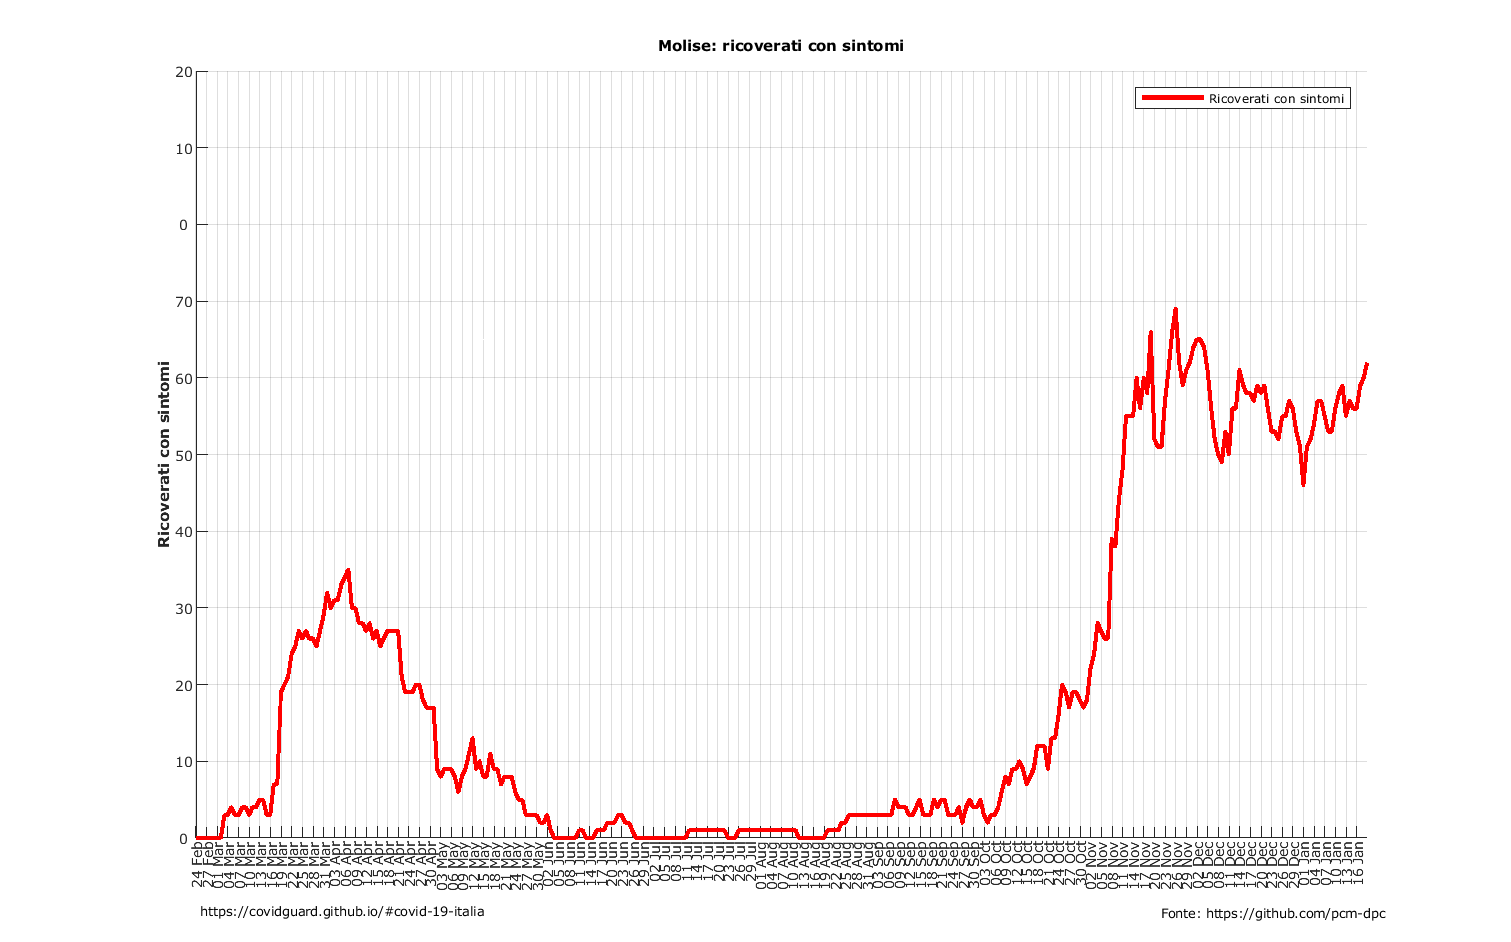 Molise: ricoverati con sintomi
Ricoverati con sintomi
20
10
0
70
60
50
40
30
20
10
0
Ricoverati con sintomi
24 Feb
27 Feb
01 Mar
04 Mar
07 Mar
10 Mar
13 Mar
16 Mar
19 Mar
22 Mar
25 Mar
28 Mar
31 Mar
03 Apr
06 Apr
09 Apr
12 Apr
15 Apr
18 Apr
21 Apr
24 Apr
27 Apr
30 Apr
03 May
06 May
09 May
12 May
15 May
18 May
21 May
24 May
27 May
30 May
02 Jun
05 Jun
08 Jun
11 Jun
14 Jun
17 Jun
20 Jun
23 Jun
26 Jun
29 Jun
02 Jul
05 Jul
08 Jul
11 Jul
14 Jul
17 Jul
20 Jul
23 Jul
26 Jul
29 Jul
01 Aug
04 Aug
07 Aug
10 Aug
13 Aug
16 Aug
19 Aug
22 Aug
25 Aug
28 Aug
31 Aug
03 Sep
06 Sep
09 Sep
12 Sep
15 Sep
18 Sep
21 Sep
24 Sep
27 Sep
30 Sep
03 Oct
06 Oct
09 Oct
12 Oct
15 Oct
18 Oct
21 Oct
24 Oct
27 Oct
30 Oct
02 Nov
05 Nov
08 Nov
11 Nov
14 Nov
17 Nov
20 Nov
23 Nov
26 Nov
29 Nov
02 Dec
05 Dec
08 Dec
11 Dec
14 Dec
17 Dec
20 Dec
23 Dec
26 Dec
29 Dec
01 Jan
04 Jan
07 Jan
10 Jan
13 Jan
16 Jan
https://covidguard.github.io/#covid-19-italia
Fonte: https://github.com/pcm-dpc